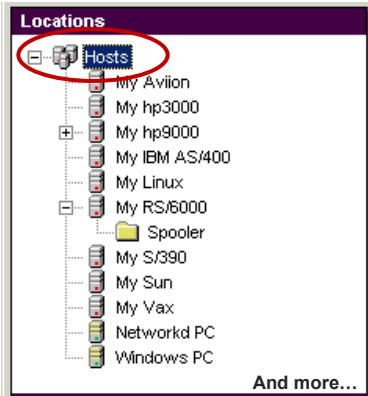 Locations
Hosts
My Aviion
My hp3000
My hp9000
My IBM AS/400
My Linux
My RS/6000
Spooler
My S/390
My Sun
My Vax
Networkd PC
Windows PC
And more…